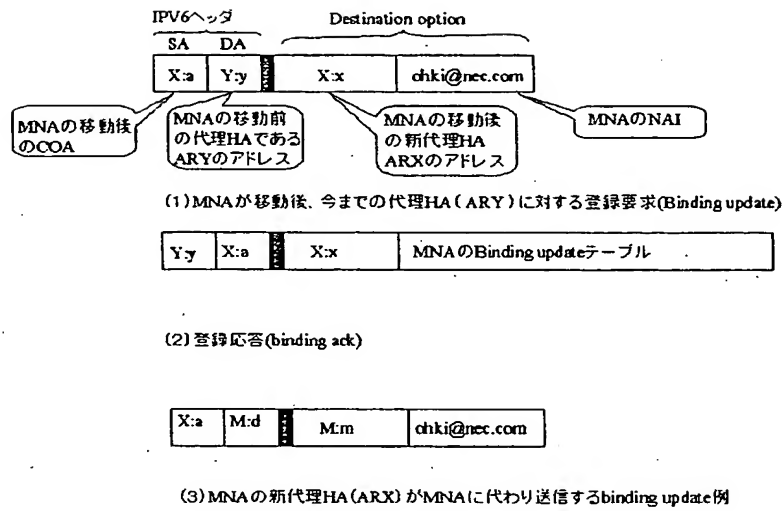 IPV6ヘッダ
Destination option
SA DA
X:a Y:y X:x ohki@nec.com
MNAの移動後
のCOA
MNAの移動前
の代理HAである
ARYのアドレス
MNAの移動後
の新代理HA
ARXのアドレス
MNAのNAI
(1)MNAが移動後、今までの代理HA(ARY)に対する登録要求(Binding update)
Y:y X:a X:x MNAのBinding updateテーブル
(2)登録応答(binding ack)
X:a M:d M:m ohki@nec.com
(3)MNAの新代理HA(ARX)がMNAに代わり送信するbinding update例